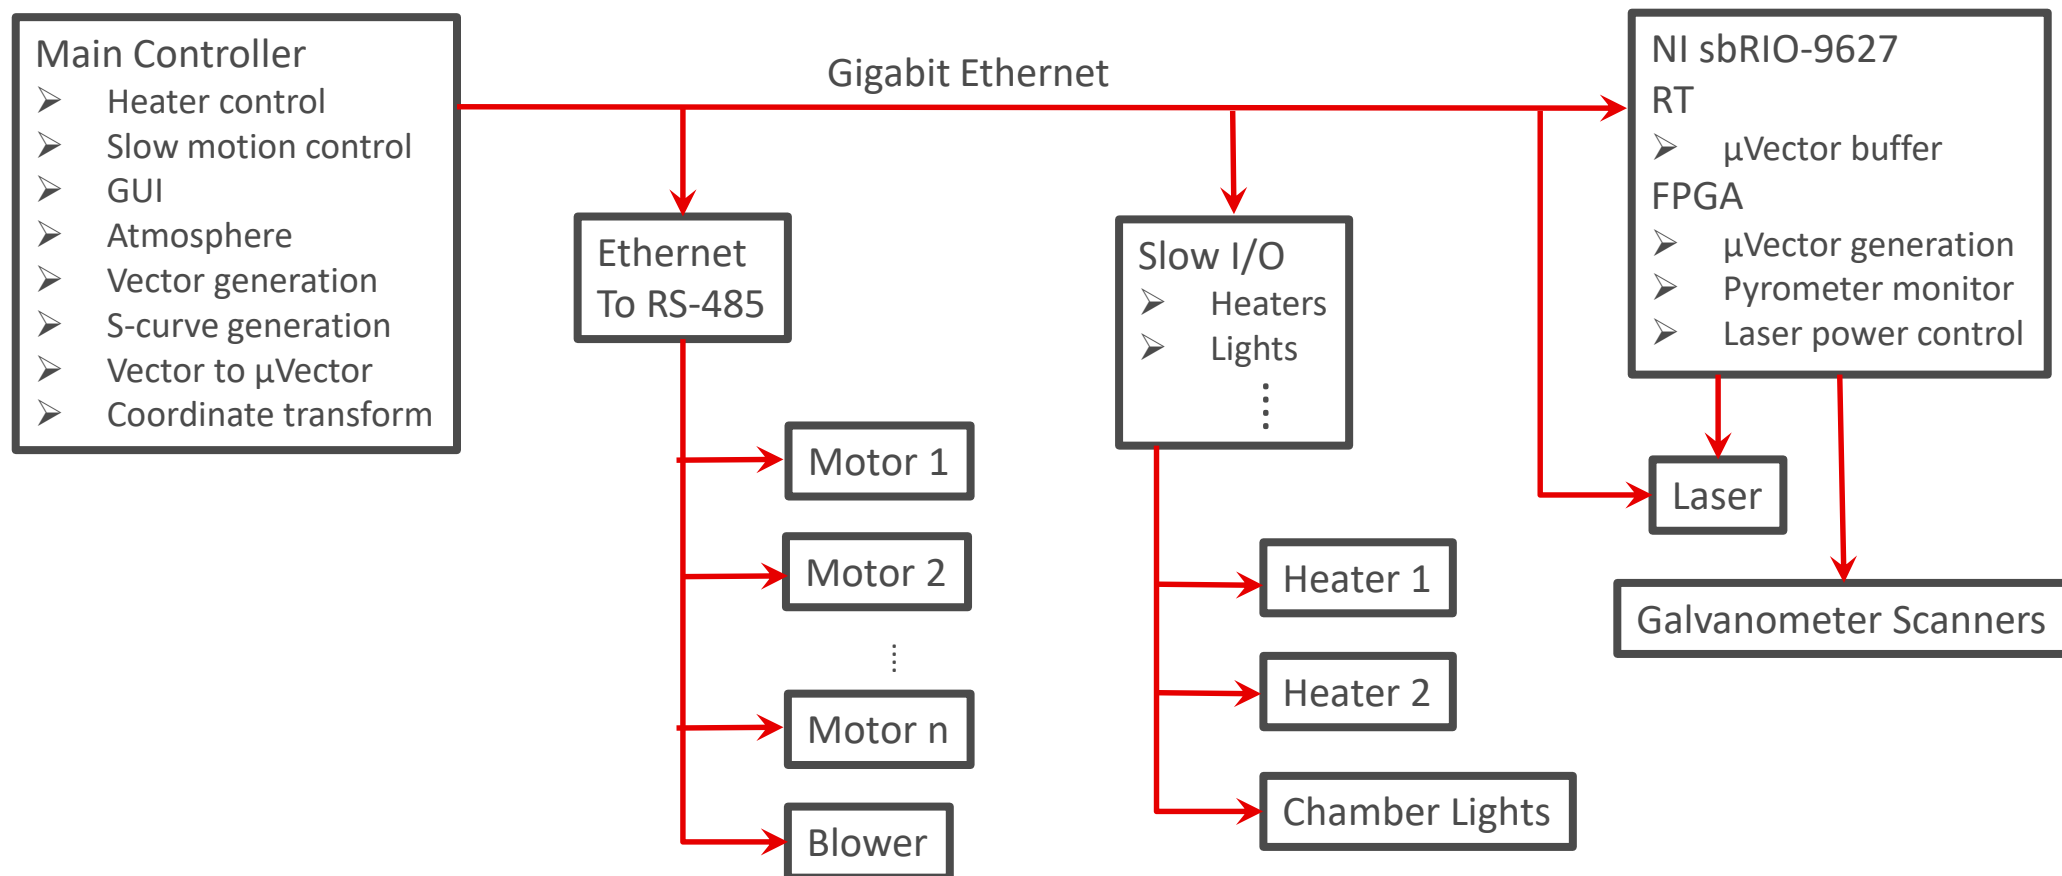 Main Controller
➢ Heater control
➢ Slow motion control
➢ GUI
➢ Atmosphere
➢ Vector generation
➢ S-curve generation
➢ Vector to µVector
➢ Coordinate transform
Gigabit Ethernet
NI sbRIO-9627
RT
➢ µVector buffer
FPGA
➢ µVector generation
➢ Pyrometer monitor
➢ Laser power control
Ethernet
To RS-485
Slow I/O
➢ Heaters
➢ Lights
Motor 1
Motor 2
Motor n
Blower
Heater 1
Heater 2
Chamber Lights
Laser
Galvanometer Scanners